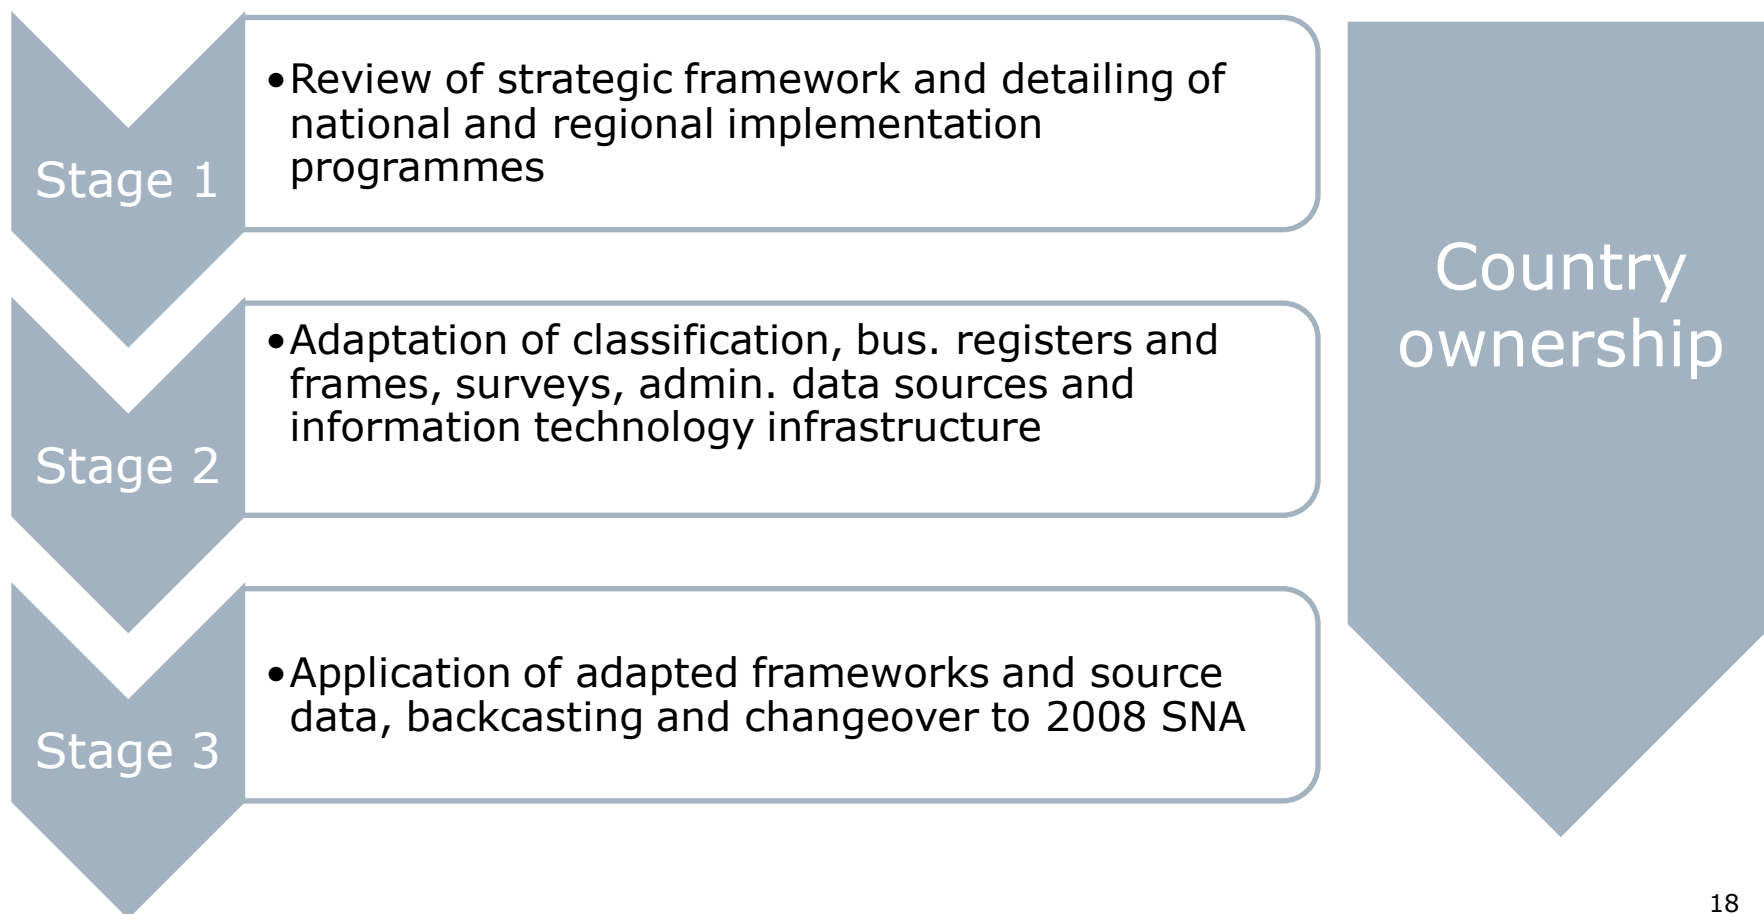 Stage 1
•Review of strategic framework and detailing of
national and regional implementation
programmes
Stage 2
•Adaptation of classification, bus. registers and
frames, surveys, admin. data sources and
information technology infrastructure
Stage 3
•Application of adapted frameworks and source
data, backcasting and changeover to 2008 SNA
Country
ownership
18